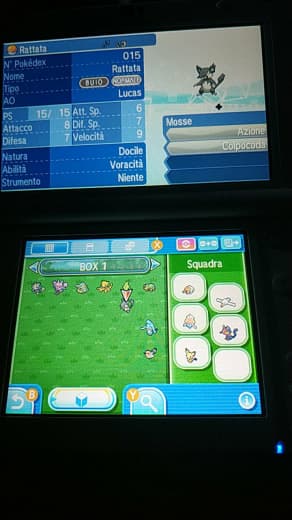 Rattata
N° Pokédex 015
Nome Rattata
Tipo BUIO NORMALE
AO Lucas
PS 15/ 15 Att. Sp. 6
Attacco 8 Dif. Sp. 7
Difesa 7 Velocità 9
Natura Docile
Abilità Voracità
Strumento Niente
Mosse
Azione
Colpocoda
X
BOX 1
Squadra
B
Y
i